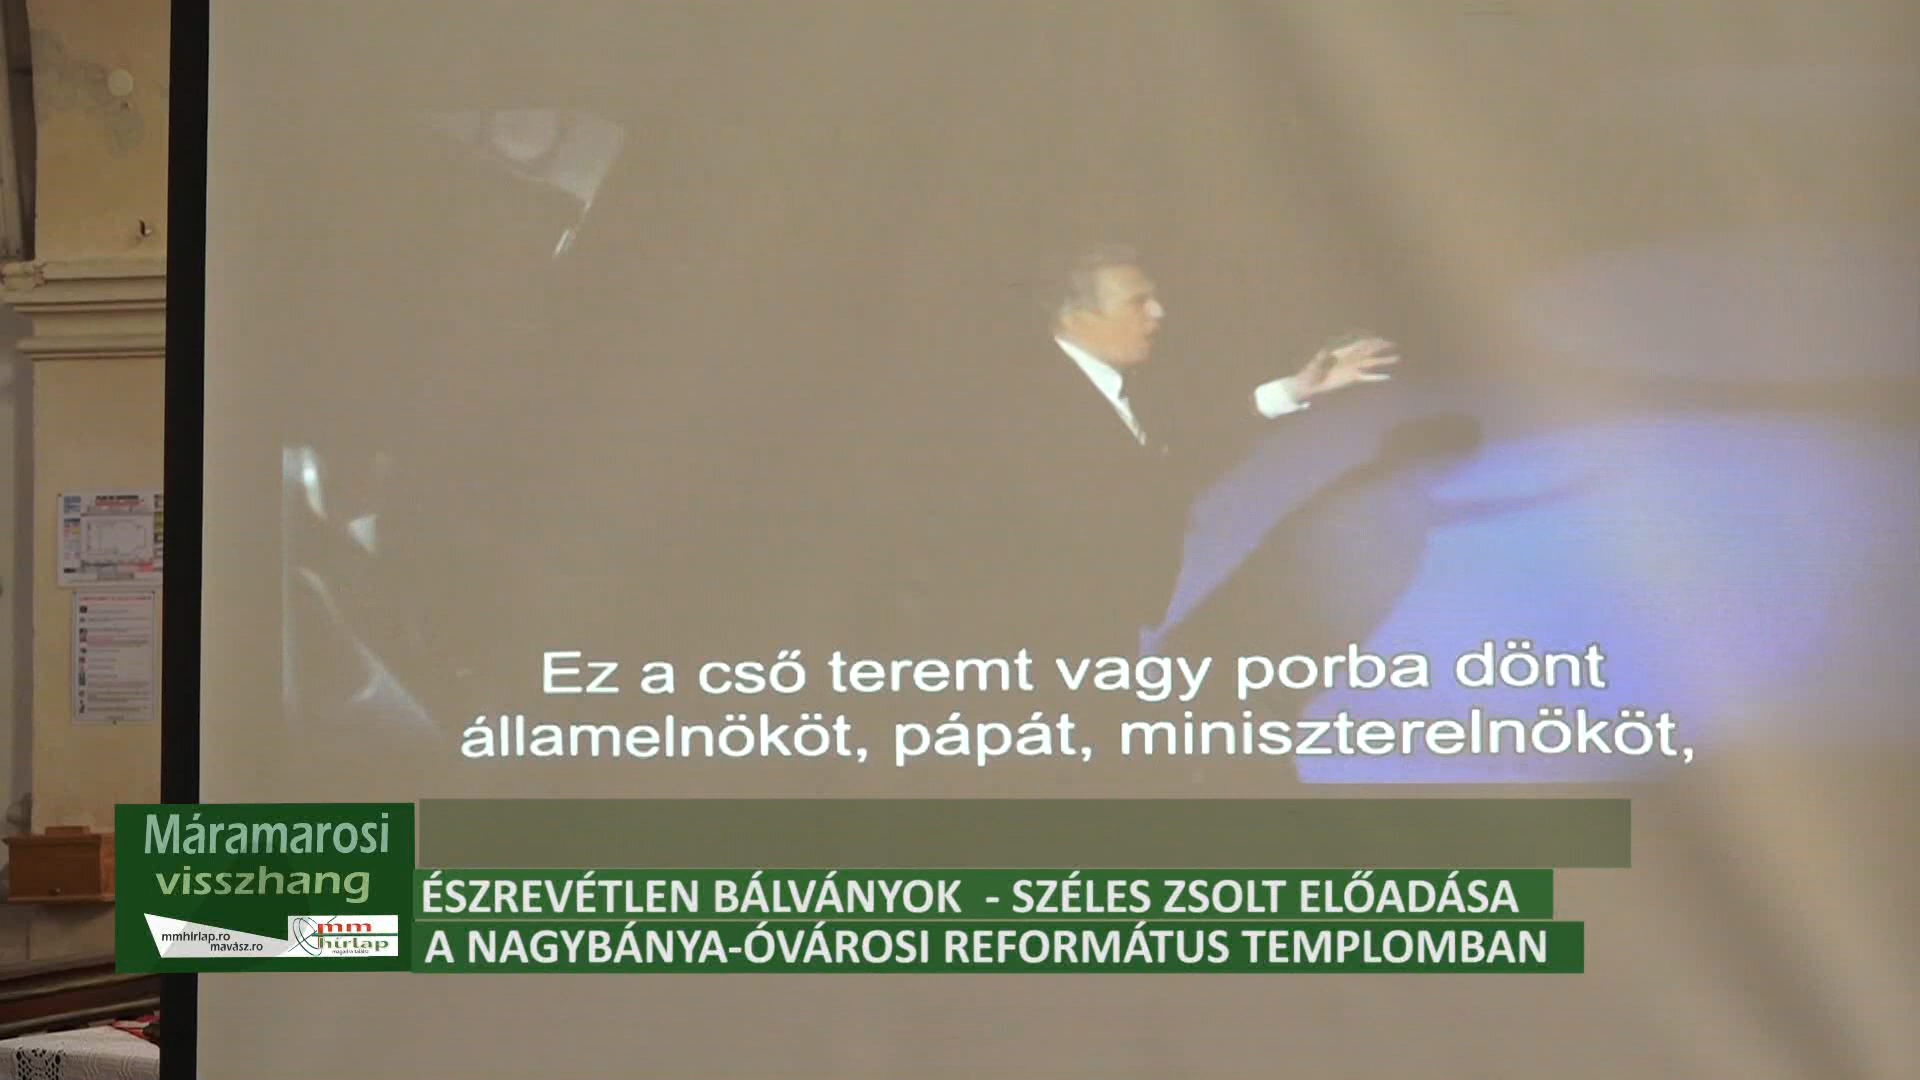 Ez a cső teremt vagy porba dönt
államelnököt, pápát, miniszterelnököt,
Máramarosi
visszhang
mmhirlap.ro
mavász.ro
mm
hírlap
ÉSZREVÉTLEN BÁLVÁNYOK - SZÉLES ZSOLT ELŐADÁSA
A NAGYBÁNYA-ÓVÁROSI REFORMÁTUS TEMPLOMBAN